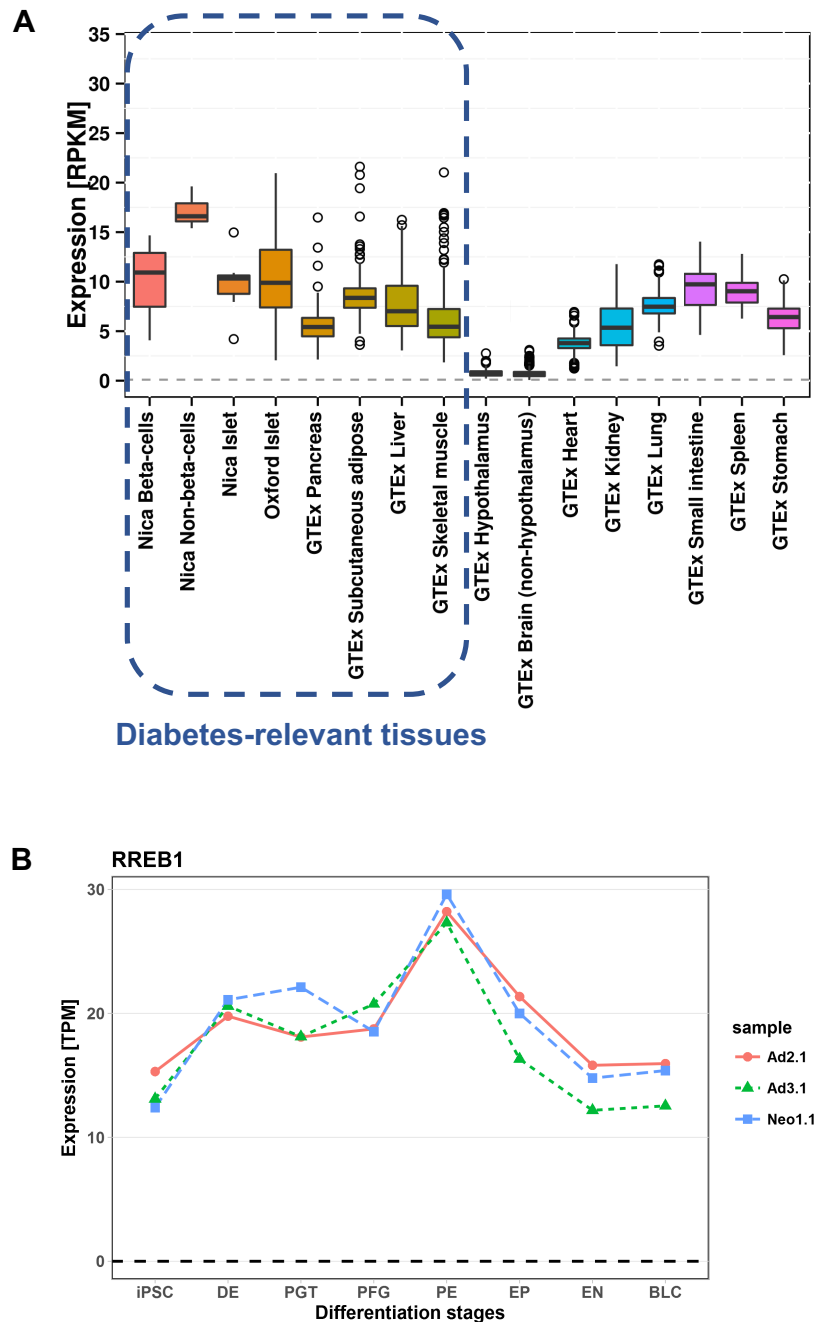 A
Expression [RPKM]
35
30
25
20
15
10
5
0
Nica Beta-cells
Nica Non-beta-cells
Nica Islet
Oxford Islet
GTEx Pancreas
GTEx Subcutaneous adipose
GTEx Liver
GTEx Skeletal muscle
GTEx Hypothalamus
GTEx Brain (non-hypothalamus)
GTEx Heart
GTEx Kidney
GTEx Lung
GTEx Small intestine
GTEx Spleen
GTEx Stomach
Diabetes-relevant tissues
B
RREB1
Expression [TPM]
30
20
10
0
iPSC DE PGT PFG PE EP EN BLC
Differentiation stages
sample
Ad2.1
Ad3.1
Neo1.1